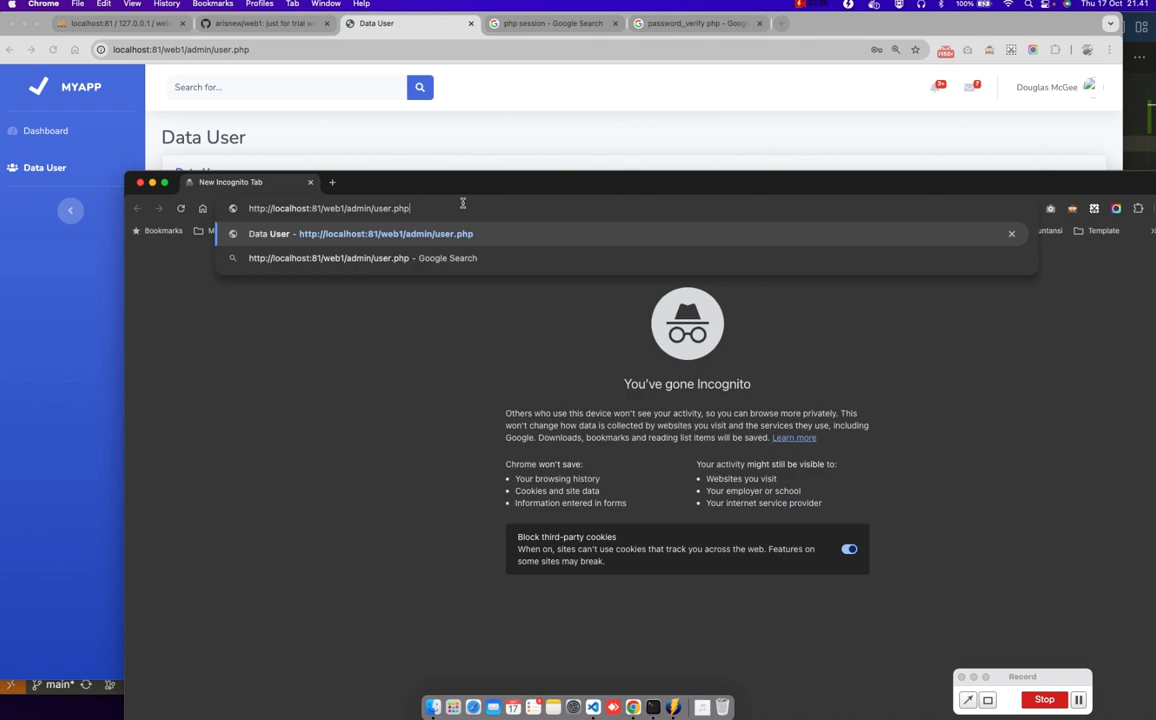 Chrome File Edit View History Bookmarks Profiles Tab Window Help 100% Thu 17 Oct 21.41
localhost:81 / 127.0.0.1 / web
arisnew/web1: just for trial we
Data User
php session - Google Search
password_verify php - Goog
localhost:81/web1/admin/user.php
MYAPP
Search for...
3+
7
Douglas McGee
Dashboard
Data User
Data User
New Incognito Tab
http://localhost:81/web1/admin/user.php
Bookmarks
M
untansi
Template
Data User - http://localhost:81/web1/admin/user.php
http://localhost:81/web1/admin/user.php - Google Search
You've gone Incognito
Others who use this device won't see your activity, so you can browse more privately. This
won't change how data is collected by websites you visit and the services they use, including
Google. Downloads, bookmarks and reading list items will be saved. Learn more
Chrome won't save:
• Your browsing history
• Cookies and site data
• Information entered in forms
Your activity might still be visible to:
• Websites you visit
• Your employer or school
• Your internet service provider
Block third-party cookies
When on, sites can't use cookies that track you across the web. Features on
some sites may break.
main*
Record
Stop
17